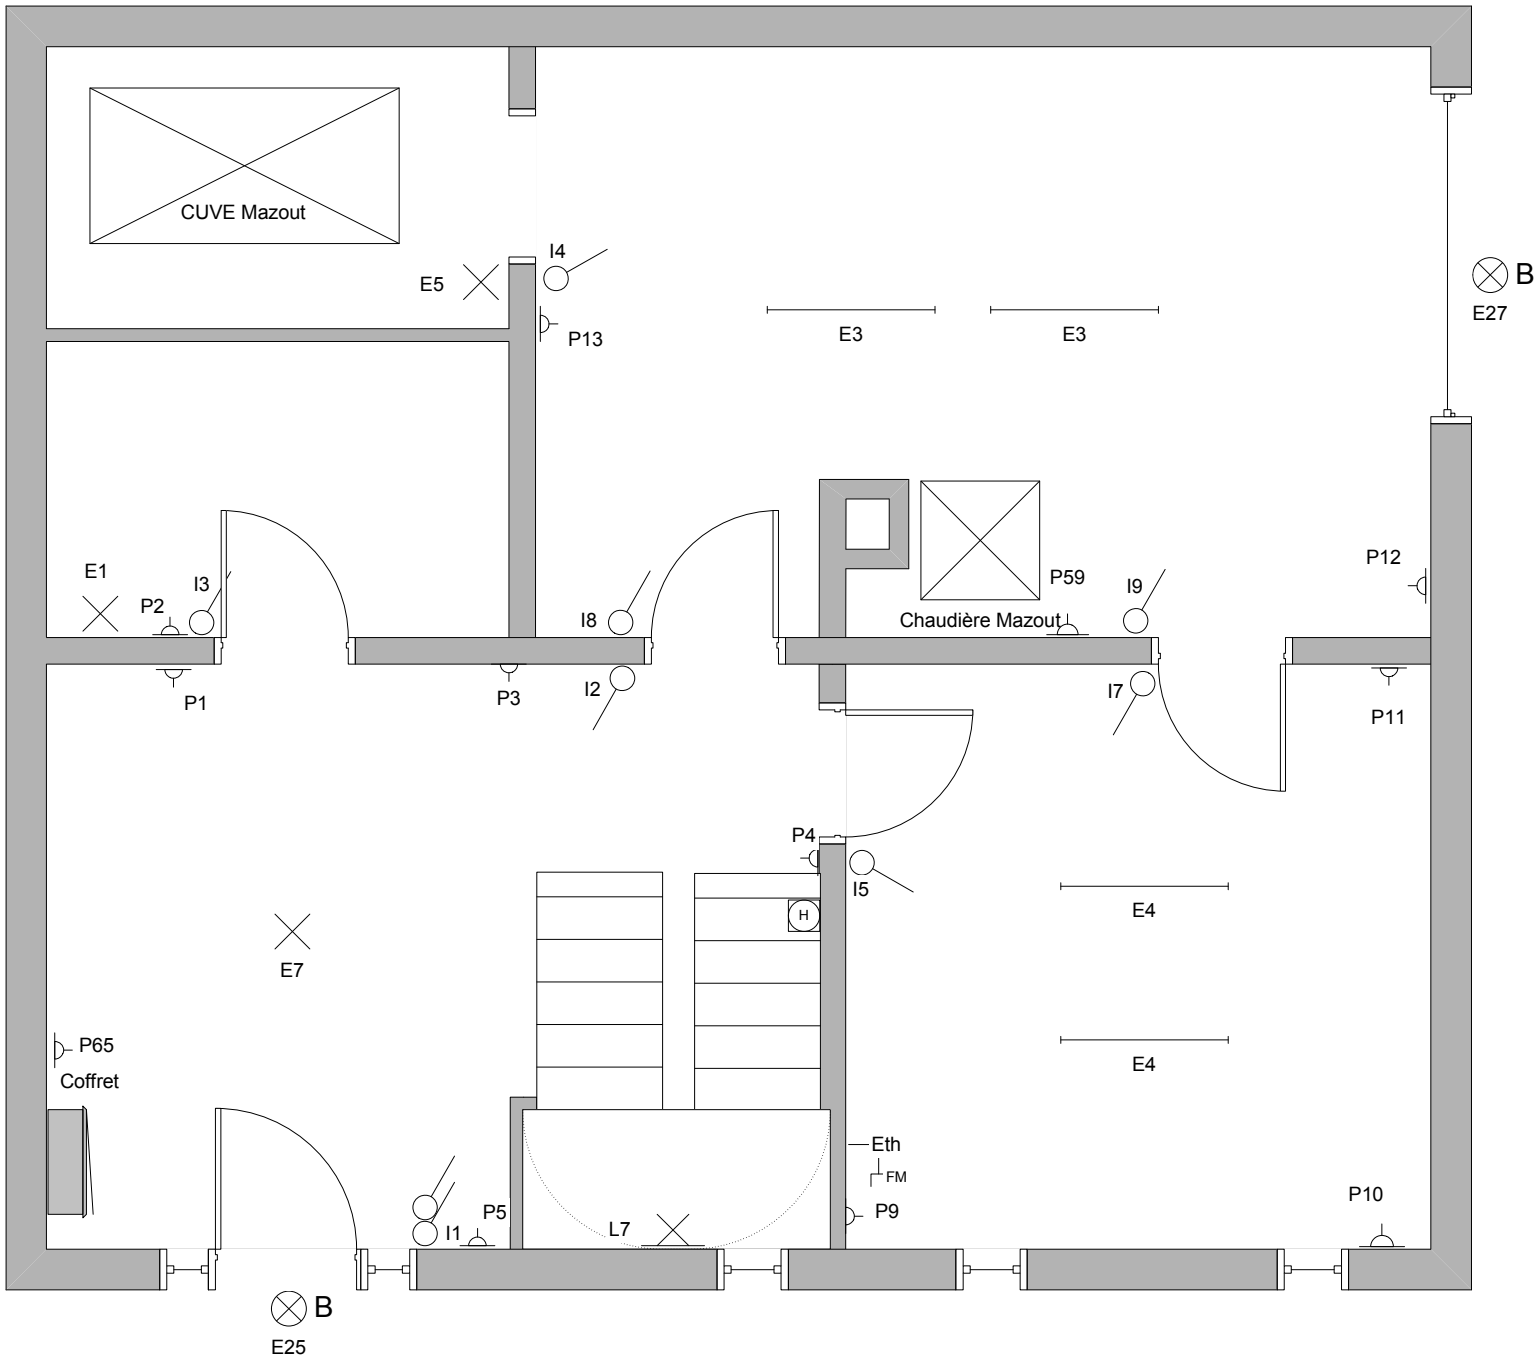 CUVE Mazout
I4
E5
B
E27
P13
E3
E3
E1
I3
P2
I8
P59
I9
P12
Chaudière Mazout
P1
P3
I2
I7
P11
P4
I5
H
E4
E7
P65
E4
Coffret
Eth
FM
P10
I1
P5
L7
P9
B
E25